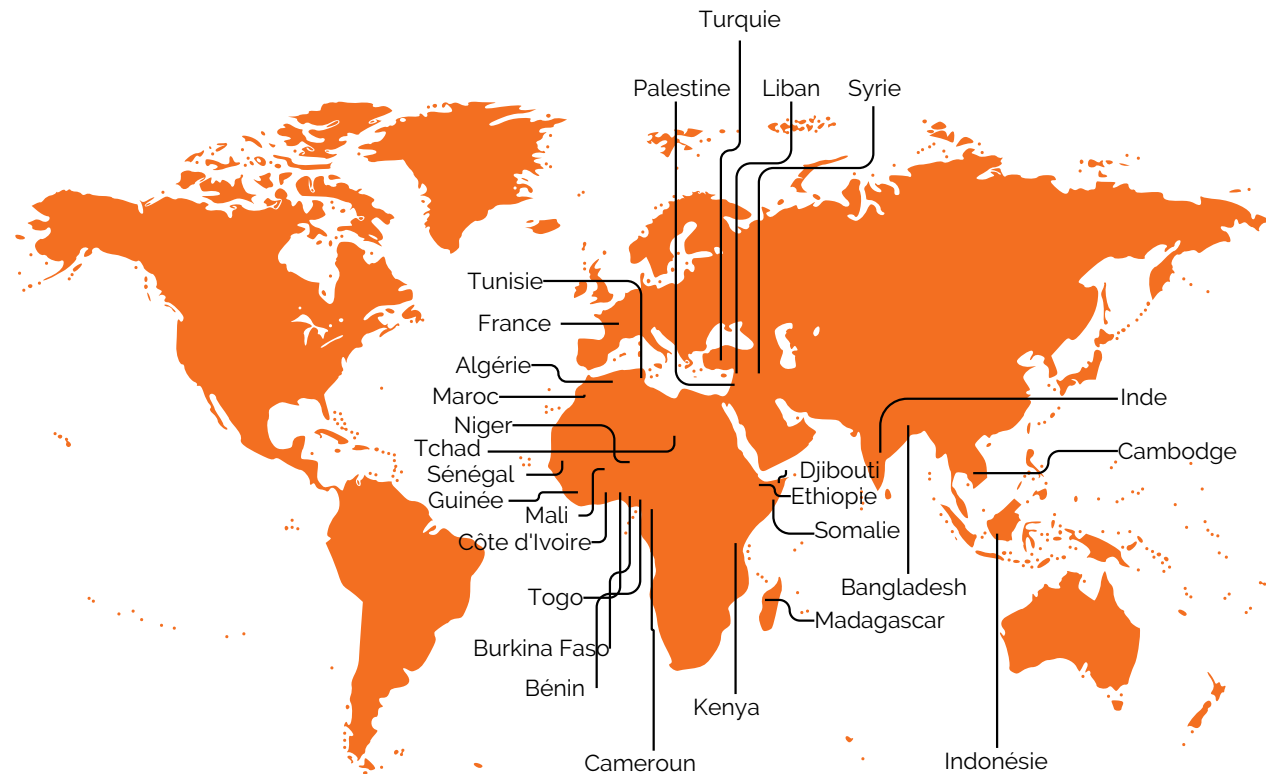 Turquie
Palestine
Liban
Syrie
Tunisie
France
Algérie
Maroc
Inde
Niger
Tchad
Cambodge
Sénégal
Djibouti
Guinée
Ethiopie
Mali
Somalie
Côte d'Ivoire
Bangladesh
Togo
Madagascar
Burkina Faso
Bénin
Kenya
Cameroun
Indonésie